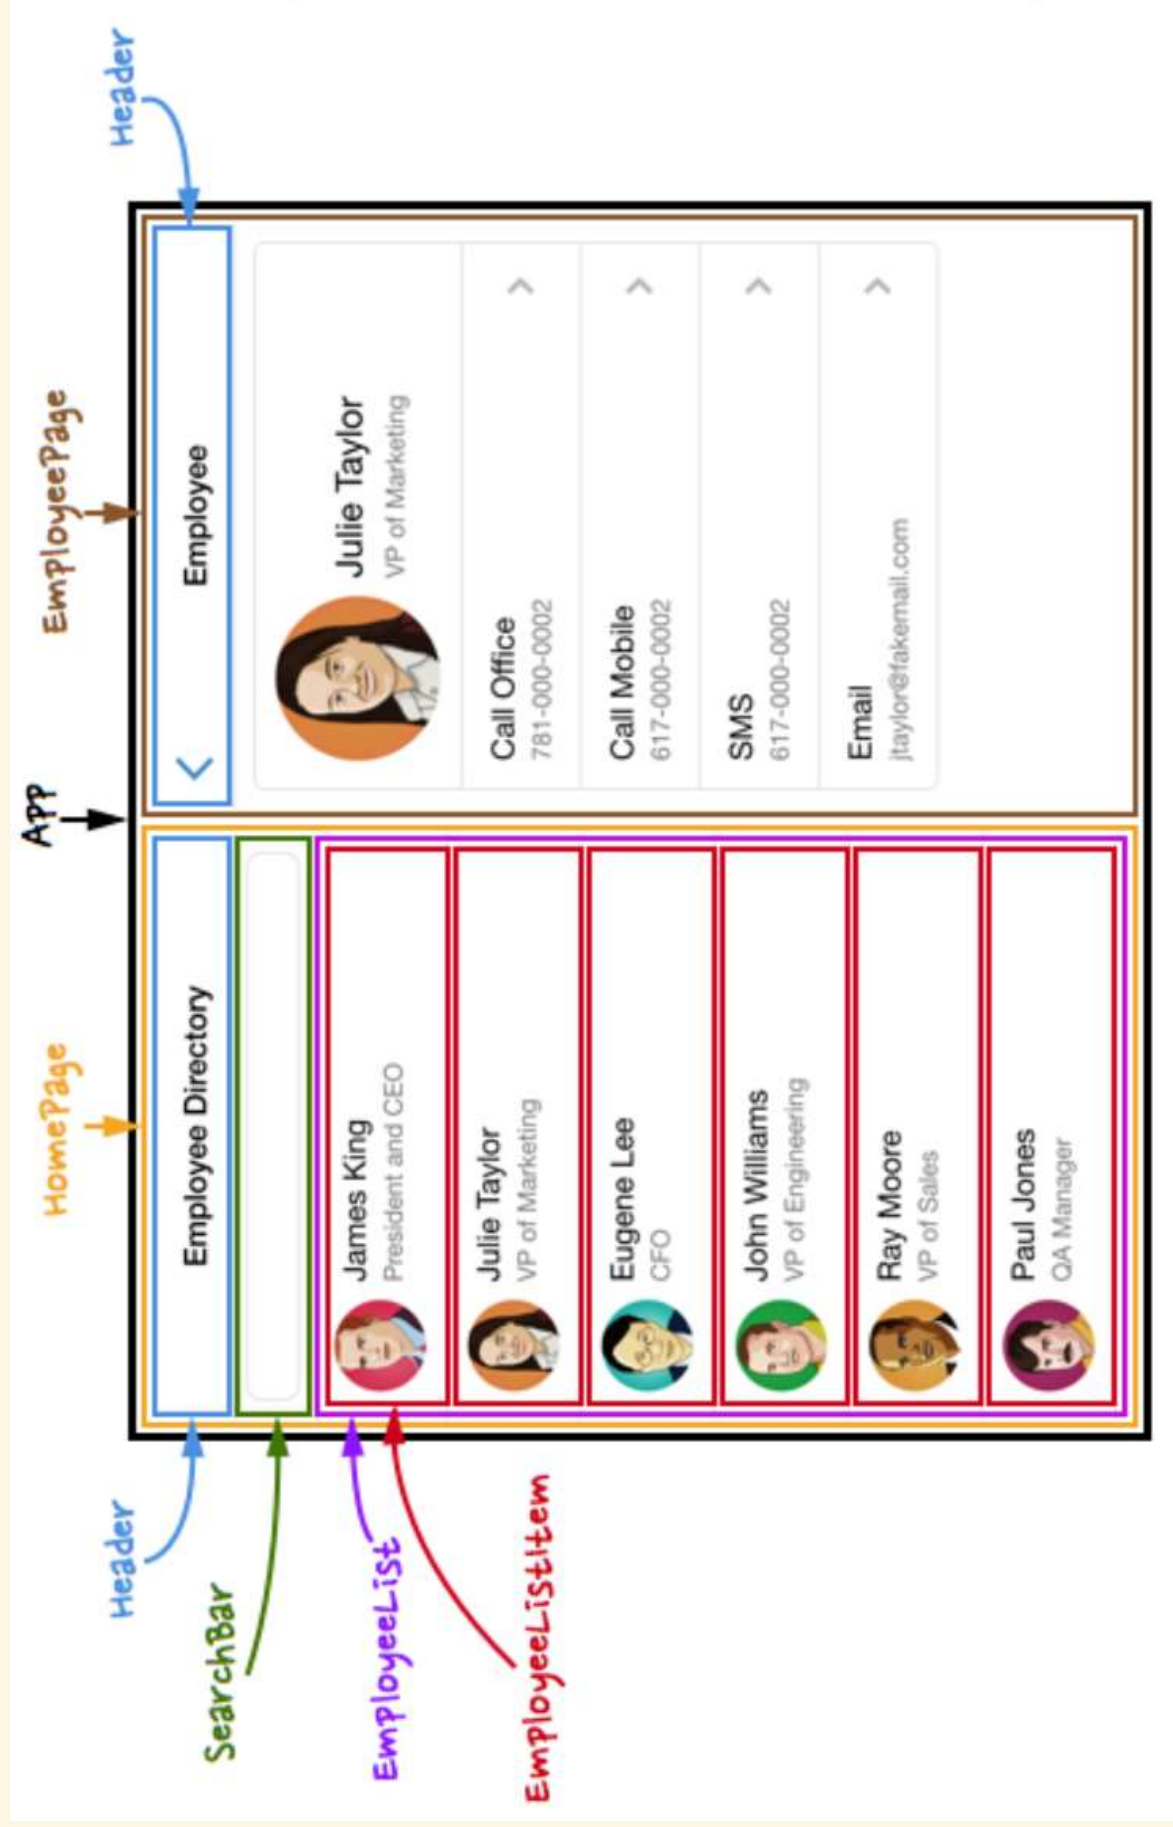 App
HomePage
EmployeePage
Header
Header
SearchBar
EmployeeList
EmployeeListItem
Employee Directory
James King
President and CEO
Julie Taylor
VP of Marketing
Eugene Lee
CFO
John Williams
VP of Engineering
Ray Moore
VP of Sales
Paul Jones
QA Manager
Employee
Julie Taylor
VP of Marketing
Call Office
781-000-0002
Call Mobile
617-000-0002
SMS
617-000-0002
Email
jtaylor@fakemail.com